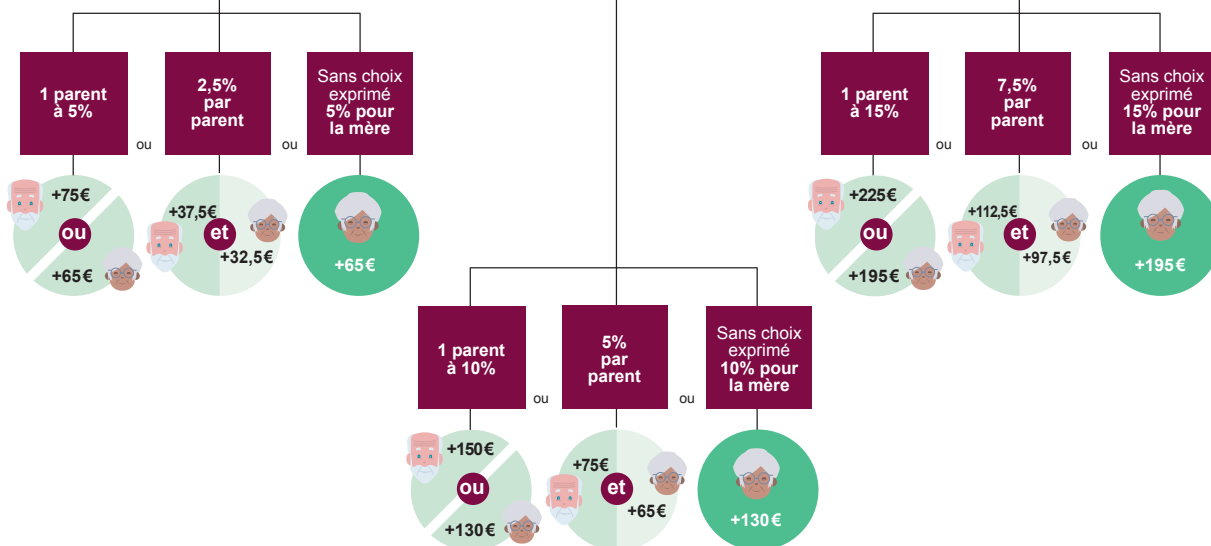 1 parent
à 5%
ou
2,5%
par
parent
ou
Sans choix
exprimé
5% pour
la mère
+75€
ou
+65€
+37,5€
et
+32,5€
+65€
1 parent
à 15%
ou
7,5%
par
parent
ou
Sans choix
exprimé
15% pour
la mère
+225€
ou
+195€
+112,5€
et
+97,5€
+195€
1 parent
à 10%
ou
5%
par
parent
ou
Sans choix
exprimé
10% pour
la mère
+150€
ou
+130€
+75€
et
+65€
+130€